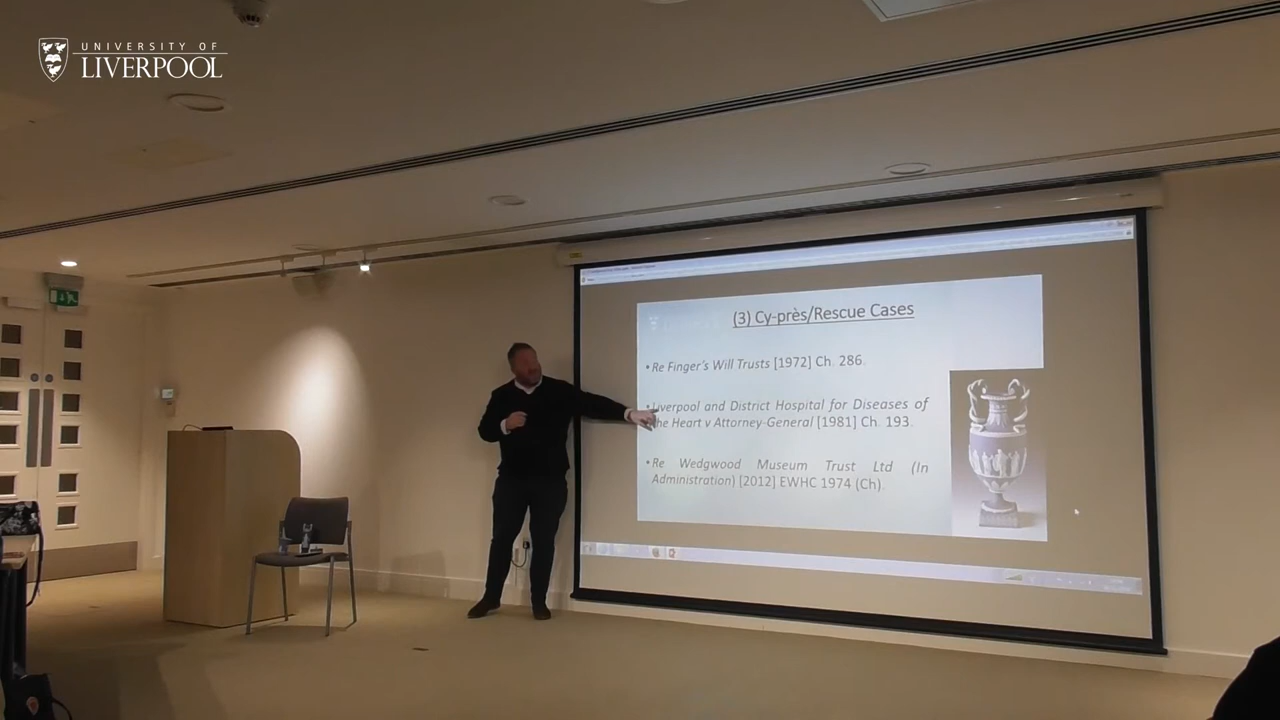 UNIVERSITY OF
LIVERPOOL
(3) Cy-près/Rescue Cases
• Re Finger's Will Trusts [1972] Ch. 286.
• Liverpool and District Hospital for Diseases of
the Heart v Attorney-General [1981] Ch. 193.
• Re Wedgwood Museum Trust Ltd (In
Administration) [2012] EWHC 1974 (Ch).